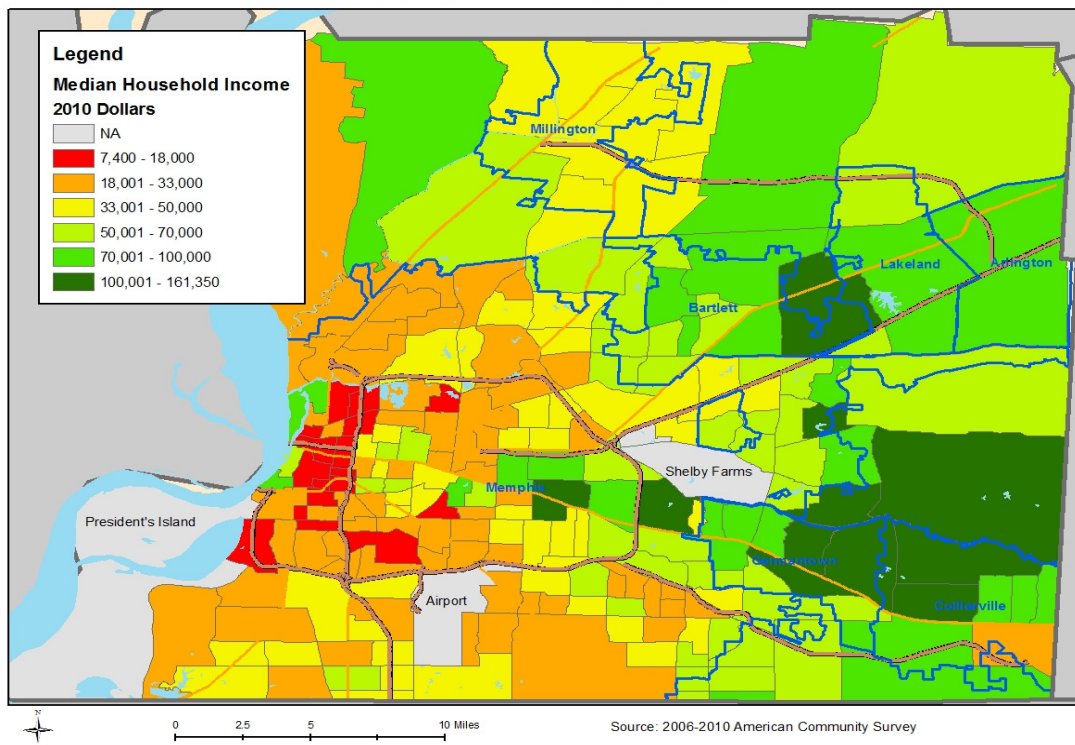 Legend
Median Household Income
2010 Dollars
NA
7,400 - 18,000
18,001 - 33,000
33,001 - 50,000
50,001 - 70,000
70,001 - 100,000
100,001 - 161,350
Millington
Lakeland
Arlington
Bartlett
Shelby Farms
Memphis
President's Island
Germantown
Airport
Collierville
N
0 2.5 5 10 Miles
Source: 2006-2010 American Community Survey